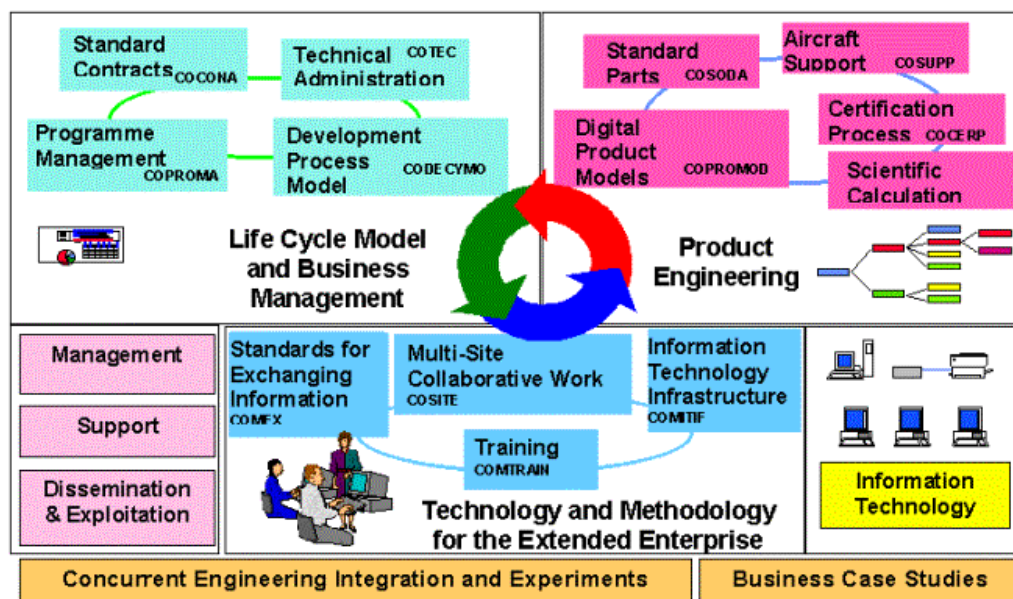 Standard
Contracts
COCONA
Technical
COTEC
Administration
Programme
Management
COPROMA
Development
Process
Model
CODECYMO
Life Cycle Model
and Business
Management
Standard
Parts
COSODA
Aircraft
Support
COSUPP
Certification
Process
COCERP
Digital
Product
Models
COPROMOD
Scientific
Calculation
Product
Engineering
Management
Support
Dissemination
& Exploitation
Standards for
Exchanging
Information
COMEX
Multi-Site
Collaborative Work
COSITE
Information
Technology
Infrastructure
COMITIF
Training
COMTRAIN
Technology and Methodology
for the Extended Enterprise
Information
Technology
Concurrent Engineering Integration and Experiments
Business Case Studies